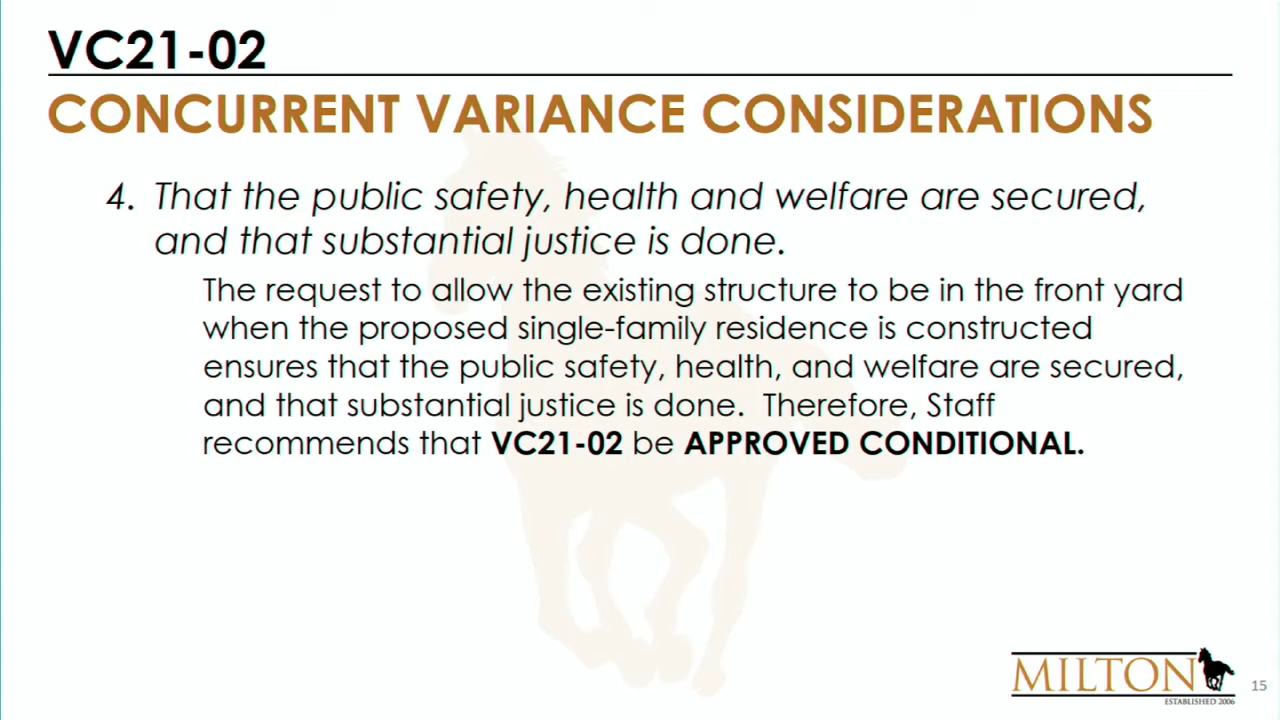 VC21-02
CONCURRENT VARIANCE CONSIDERATIONS
4. That the public safety, health and welfare are secured,
and that substantial justice is done.
The request to allow the existing structure to be in the front yard
when the proposed single-family residence is constructed
ensures that the public safety, health, and welfare are secured,
and that substantial justice is done.  Therefore, Staff
recommends that VC21-02 be APPROVED CONDITIONAL.
MILTON
ESTABLISHED 2006
15